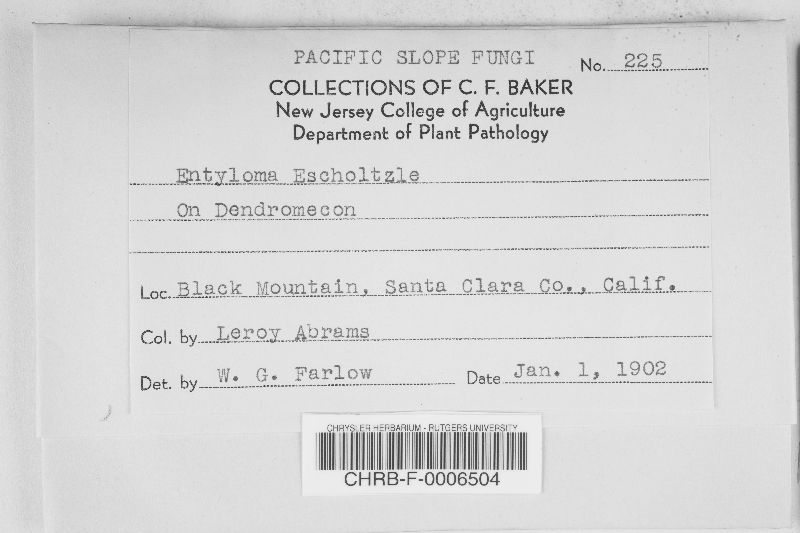 PACIFIC SLOPE FUNGI No. 225
COLLECTIONS OF C. F. BAKER
New Jersey College of Agriculture
Department of Plant Pathology
Entyloma Escholtzle
On Dendromecon
Loc. Black Mountain, Santa Clara Co., Calif.
Col. by Leroy Abrams
Det. by W. G. Farlow Date Jan. 1, 1902
CHRYSLER HERBARIUM - RUTGERS UNIVERSITY
CHRB-F-0006504